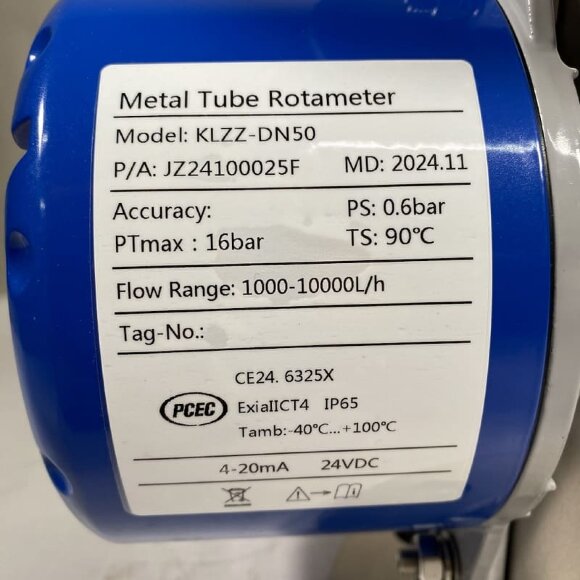 Metal Tube Rotameter
Model: KLZZ-DN50
P/A: JZ24100025F MD: 2024.11
Accuracy: PS: 0.6bar
PTmax : 16bar TS: 90℃
Flow Range: 1000-10000L/h
Tag-No.:
CE24. 6325X
PCEC ExiaIICT4 IP65
Tamb:-40℃...+100℃
4-20mA 24VDC